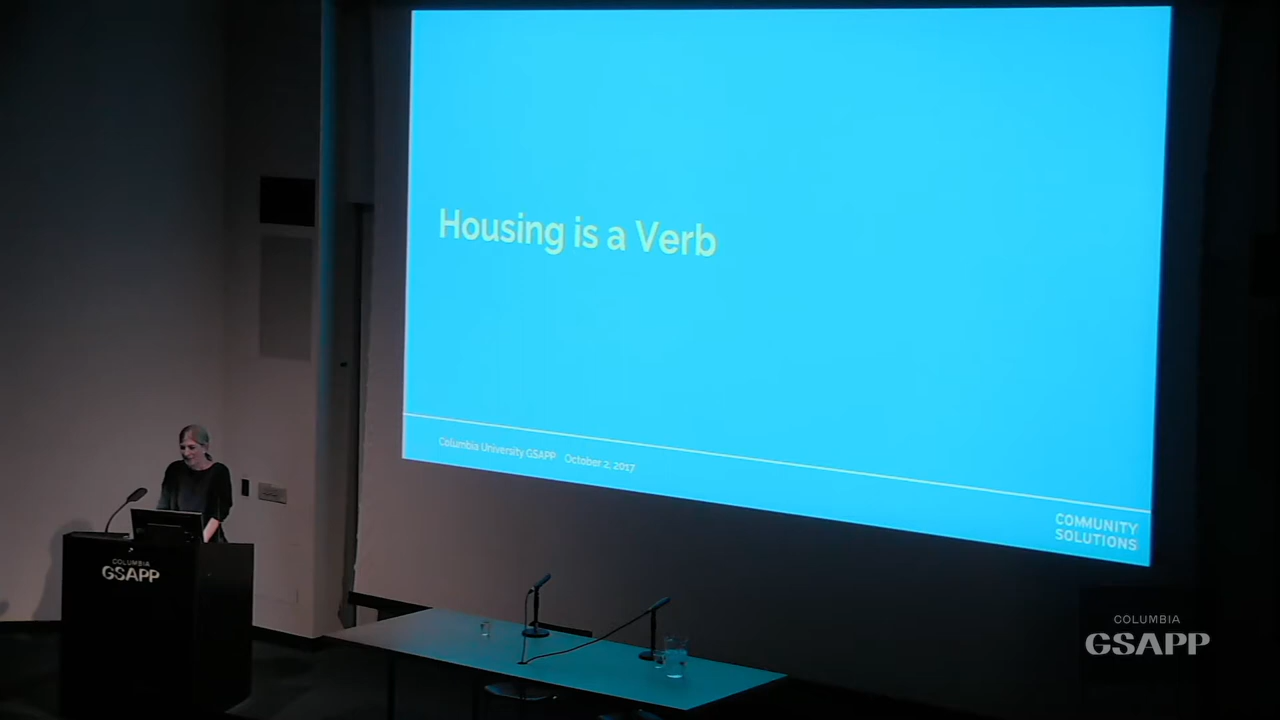 Housing is a Verb
Columbia University GSAPP October 2, 2017
COMMUNITY
SOLUTIONS
COLUMBIA
GSAPP
COLUMBIA
GSAPP